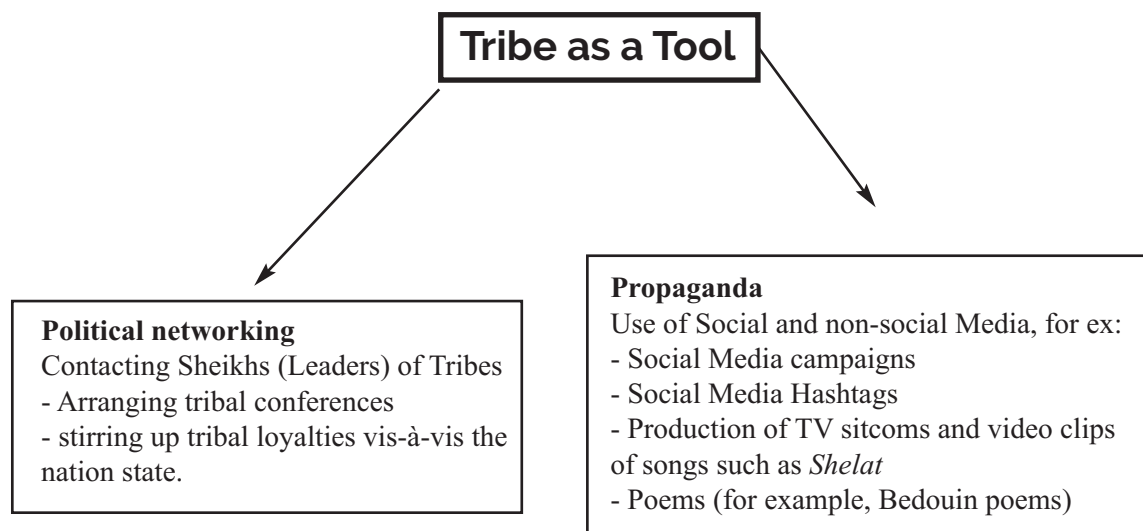 Tribe as a Tool
Political networking
Contacting Sheikhs (Leaders) of Tribes
- Arranging tribal conferences
- stirring up tribal loyalties vis-à-vis the
nation state.
Propaganda
Use of Social and non-social Media, for ex:
- Social Media campaigns
- Social Media Hashtags
- Production of TV sitcoms and video clips
of songs such as Shelat
- Poems (for example, Bedouin poems)